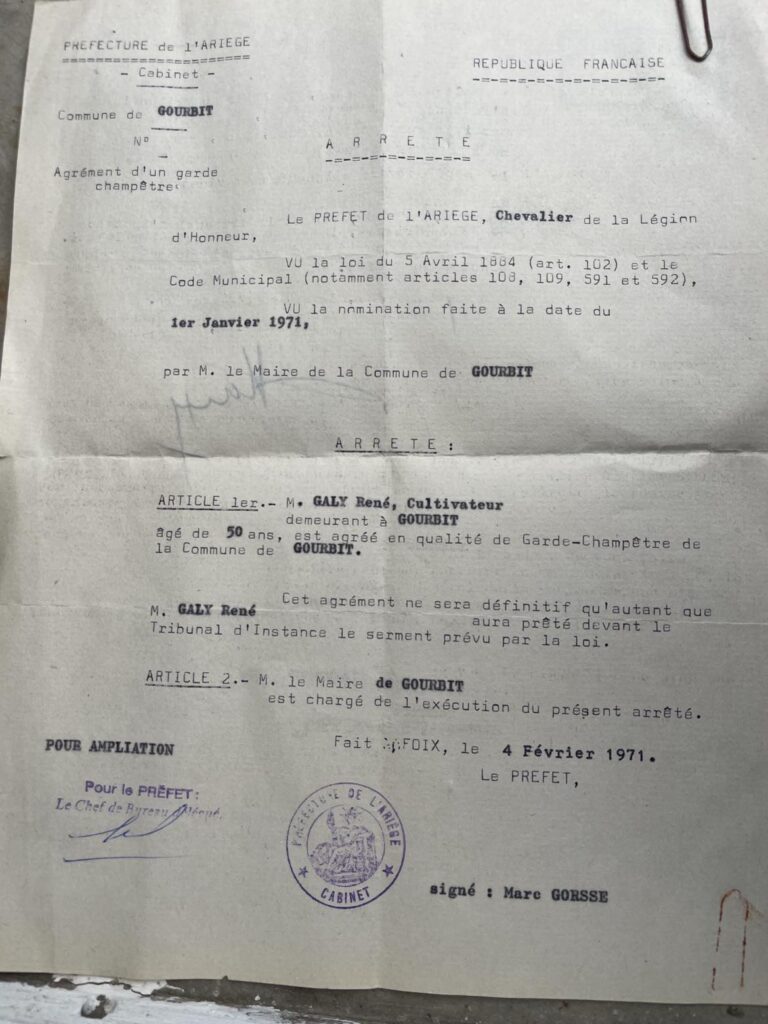 PREFECTURE de l'ARIEGE
- Cabinet -
REPUBLIQUE FRANCAISE
Commune de GOURBIT
N°
A R R E T E
Agrément d'un garde
champêtre
Le PREFET de l'ARIEGE, Chevalier de la Légion
d'Honneur,
VU la loi du 5 Avril 1884 (art. 102) et le
Code Municipal (notamment articles 108, 109, 591 et 592),
VU la nomination faite à la date du
1er Janvier 1971,
par M. le Maire de la Commune de GOURBIT
A R R E T E :
ARTICLE 1er.- M. GALY René, Cultivateur
demeurant à GOURBIT
âgé de 50 ans, est agréé en qualité de Garde-Champêtre de
la Commune de GOURBIT.
Cet agrément ne sera définitif qu'autant que
M. GALY René aura prêté devant le
Tribunal d'Instance le serment prévu par la loi.
ARTICLE 2.- M. le Maire de GOURBIT
est chargé de l'exécution du présent arrêté.
POUR AMPLIATION
Fait à FOIX, le 4 Février 1971.
Le PREFET,
Pour le PRÉFET :
Le Chef de Bureau
PRÉFECTURE DE L'ARIÈGE
CABINET
signé : Marc GORSSE